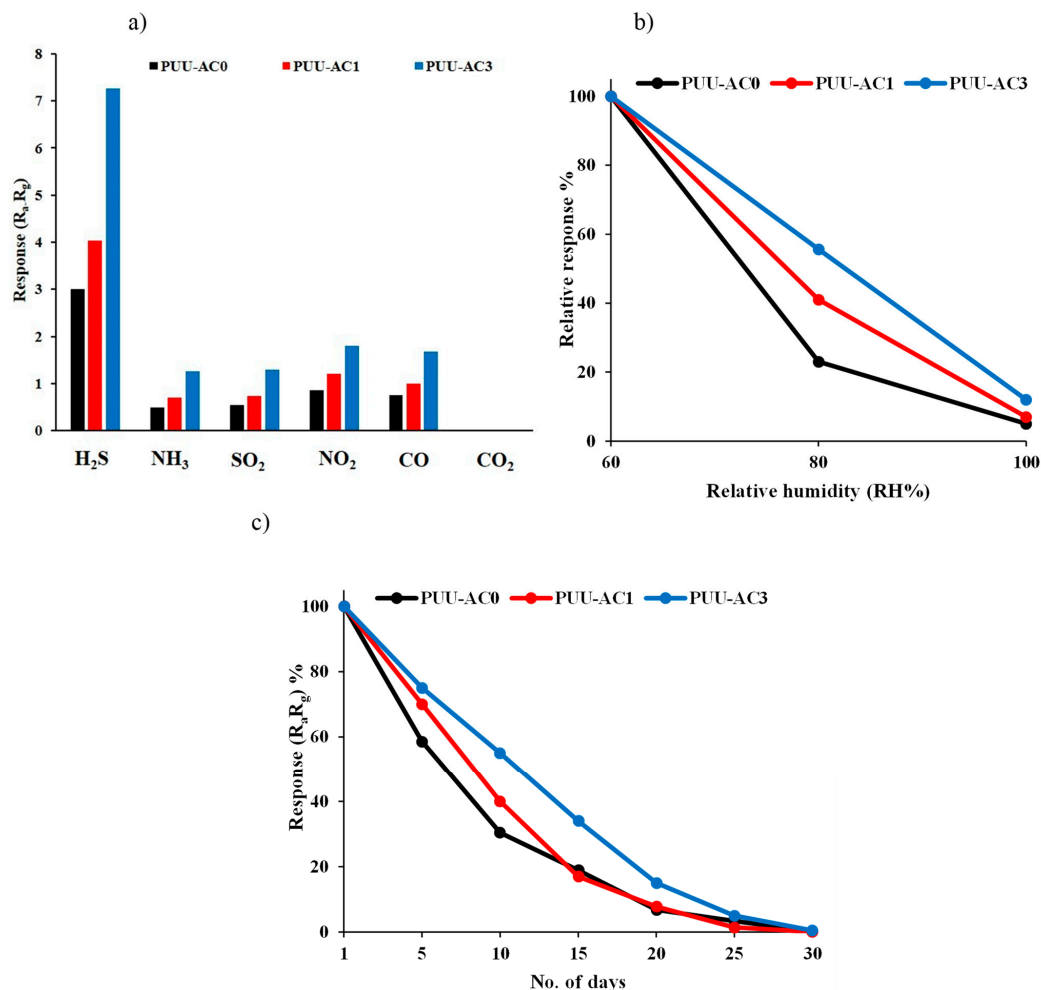 a)
PUU-AC0 PUU-AC1 PUU-AC3
8
7
6
5
4
3
2
1
0
Response (Rₐ-R_g)
H₂S NH₃ SO₂ NO₂ CO CO₂
b)
PUU-AC0 PUU-AC1 PUU-AC3
100
80
60
40
20
0
Relative response %
60 80 100
Relative humidity (RH%)
c)
PUU-AC0 PUU-AC1 PUU-AC3
100
80
60
40
20
0
Response (RₐR_g) %
1 5 10 15 20 25 30
No. of days